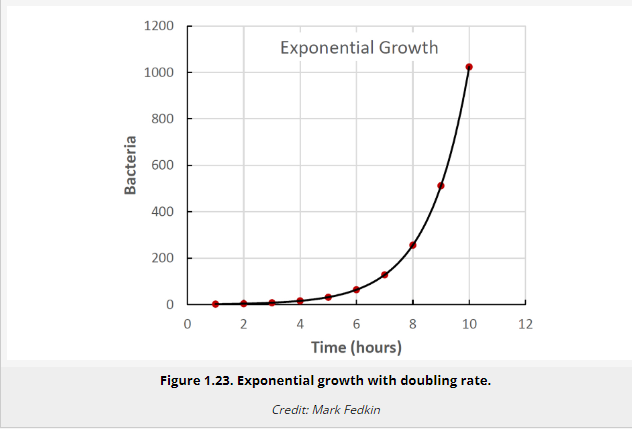 Exponential Growth
1200
1000
800
600
400
200
0
Bacteria
0 2 4 6 8 10 12
Time (hours)
Figure 1.23. Exponential growth with doubling rate.
Credit: Mark Fedkin